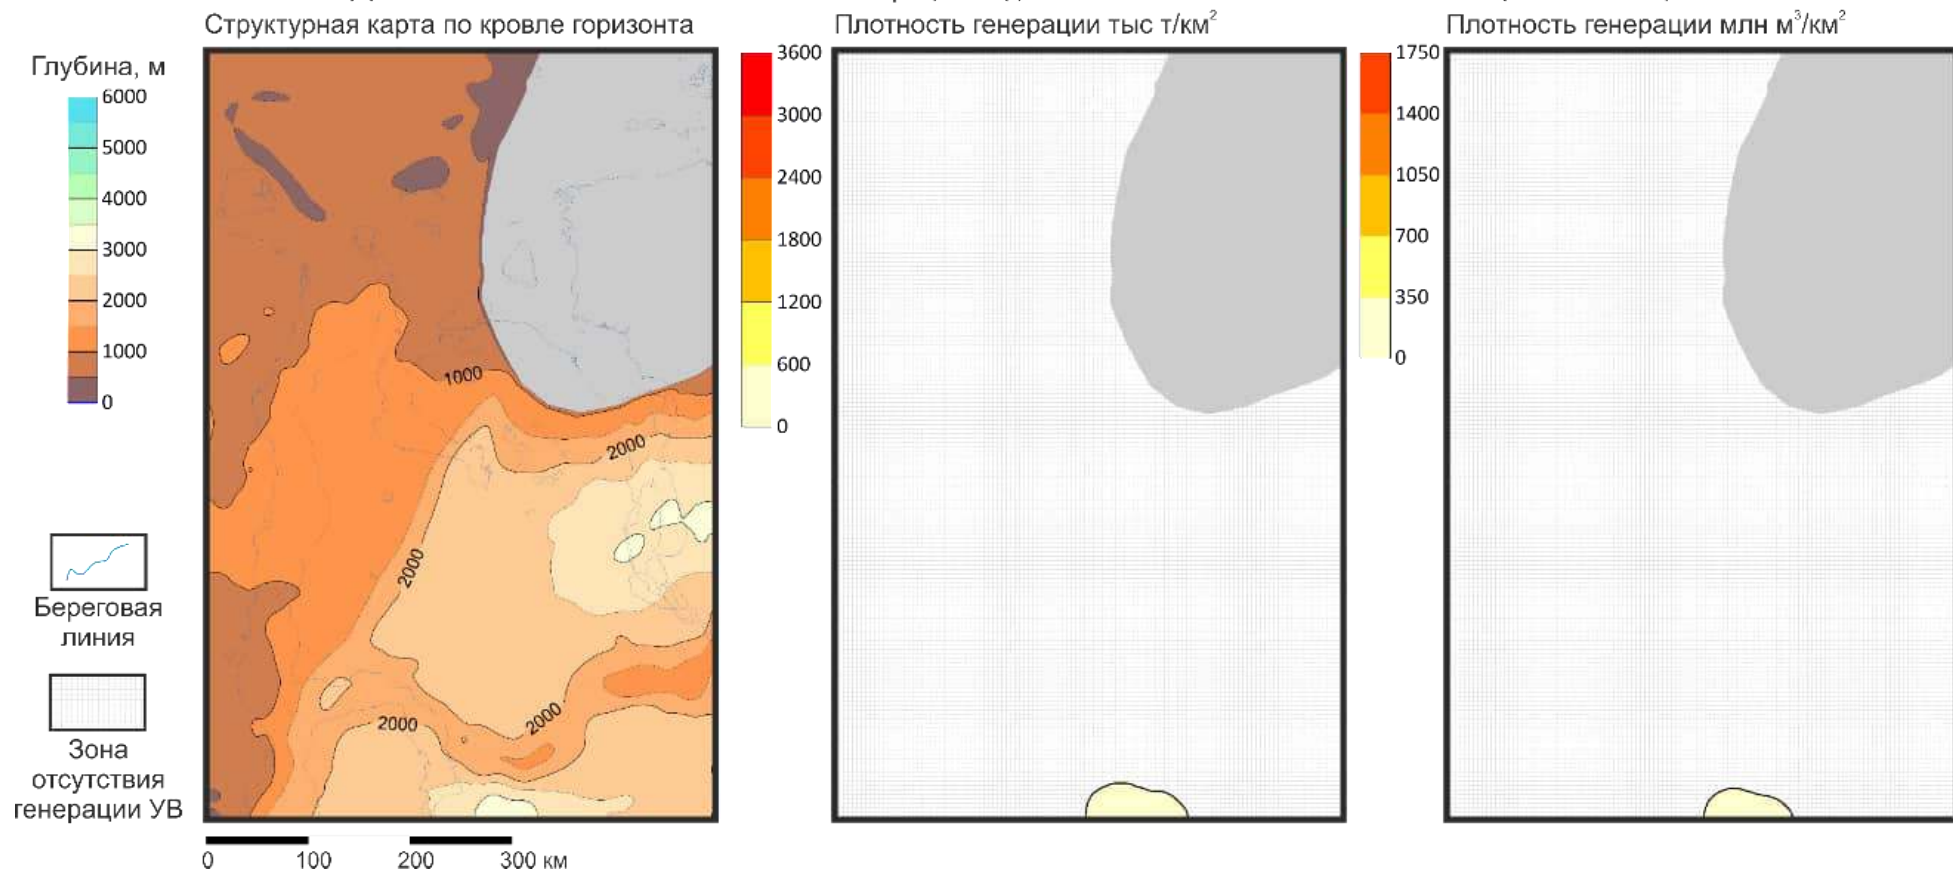 Структурная карта по кровле горизонта
Плотность генерации тыс т/км²
Плотность генерации млн м³/км²
Глубина, м
6000
5000
4000
3000
2000
1000
0
Береговая
линия
Зона
отсутствия
генерации УВ
1000
2000
2000
2000
2000
0
100
200
300 км
3600
3000
2400
1800
1200
600
0
1750
1400
1050
700
350
0